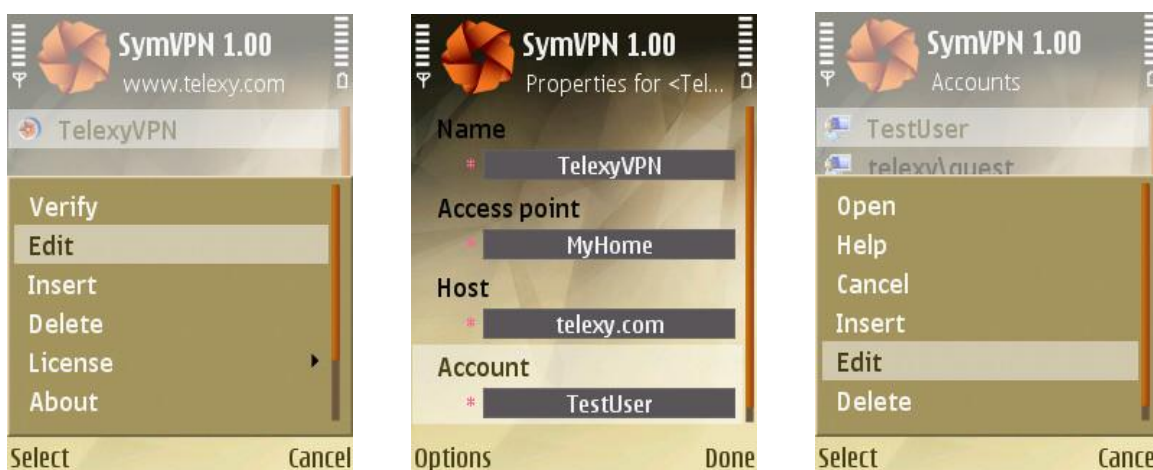 SymVPN 1.00
www.telexy.com
TelexyVPN
Verify
Edit
Insert
Delete
License
About
Select Cancel
SymVPN 1.00
Properties for <Tel...
Name
* TelexyVPN
Access point
* MyHome
Host
* telexy.com
Account
* TestUser
Options Done
SymVPN 1.00
Accounts
TestUser
telexy\guest
Open
Help
Cancel
Insert
Edit
Delete
Select Cance